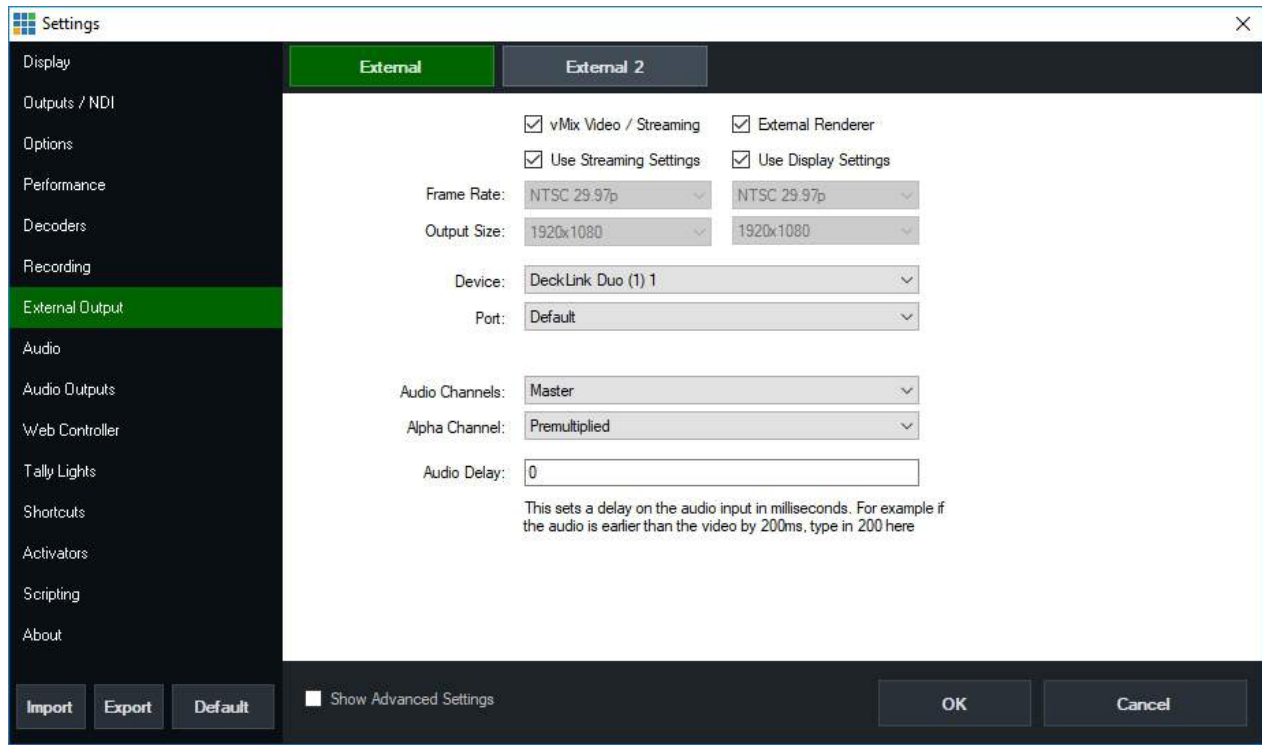 Settings
Display
Outputs / NDI
Options
Performance
Decoders
Recording
External Output
Audio
Audio Outputs
Web Controller
Tally Lights
Shortcuts
Activators
Scripting
About
Import Export Default
External External 2
vMix Video / Streaming External Renderer
Use Streaming Settings Use Display Settings
Frame Rate: NTSC 29.97p NTSC 29.97p
Output Size: 1920x1080 1920x1080
Device: DeckLink Duo (1) 1
Port: Default
Audio Channels: Master
Alpha Channel: Premultiplied
Audio Delay: 0
This sets a delay on the audio input in milliseconds. For example if
the audio is earlier than the video by 200ms, type in 200 here
Show Advanced Settings
OK Cancel